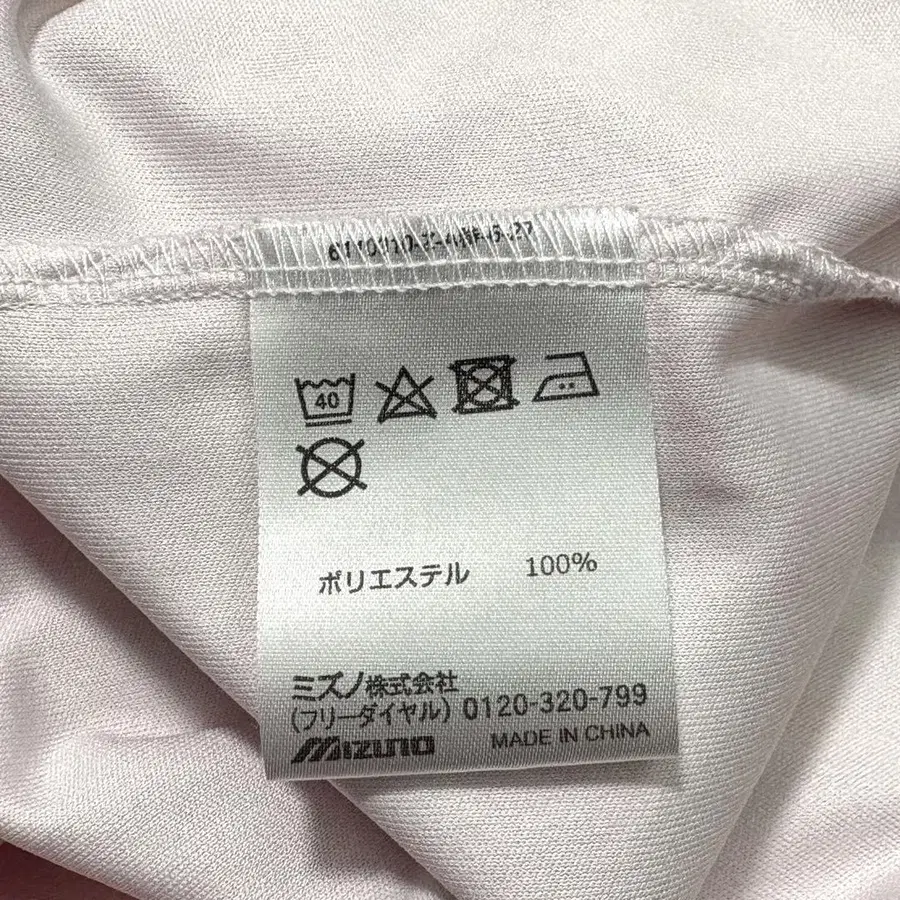 40
ポリエステル 100%
ミズノ株式会社
(フリーダイヤル) 0120-320-799
MIZUNO MADE IN CHINA